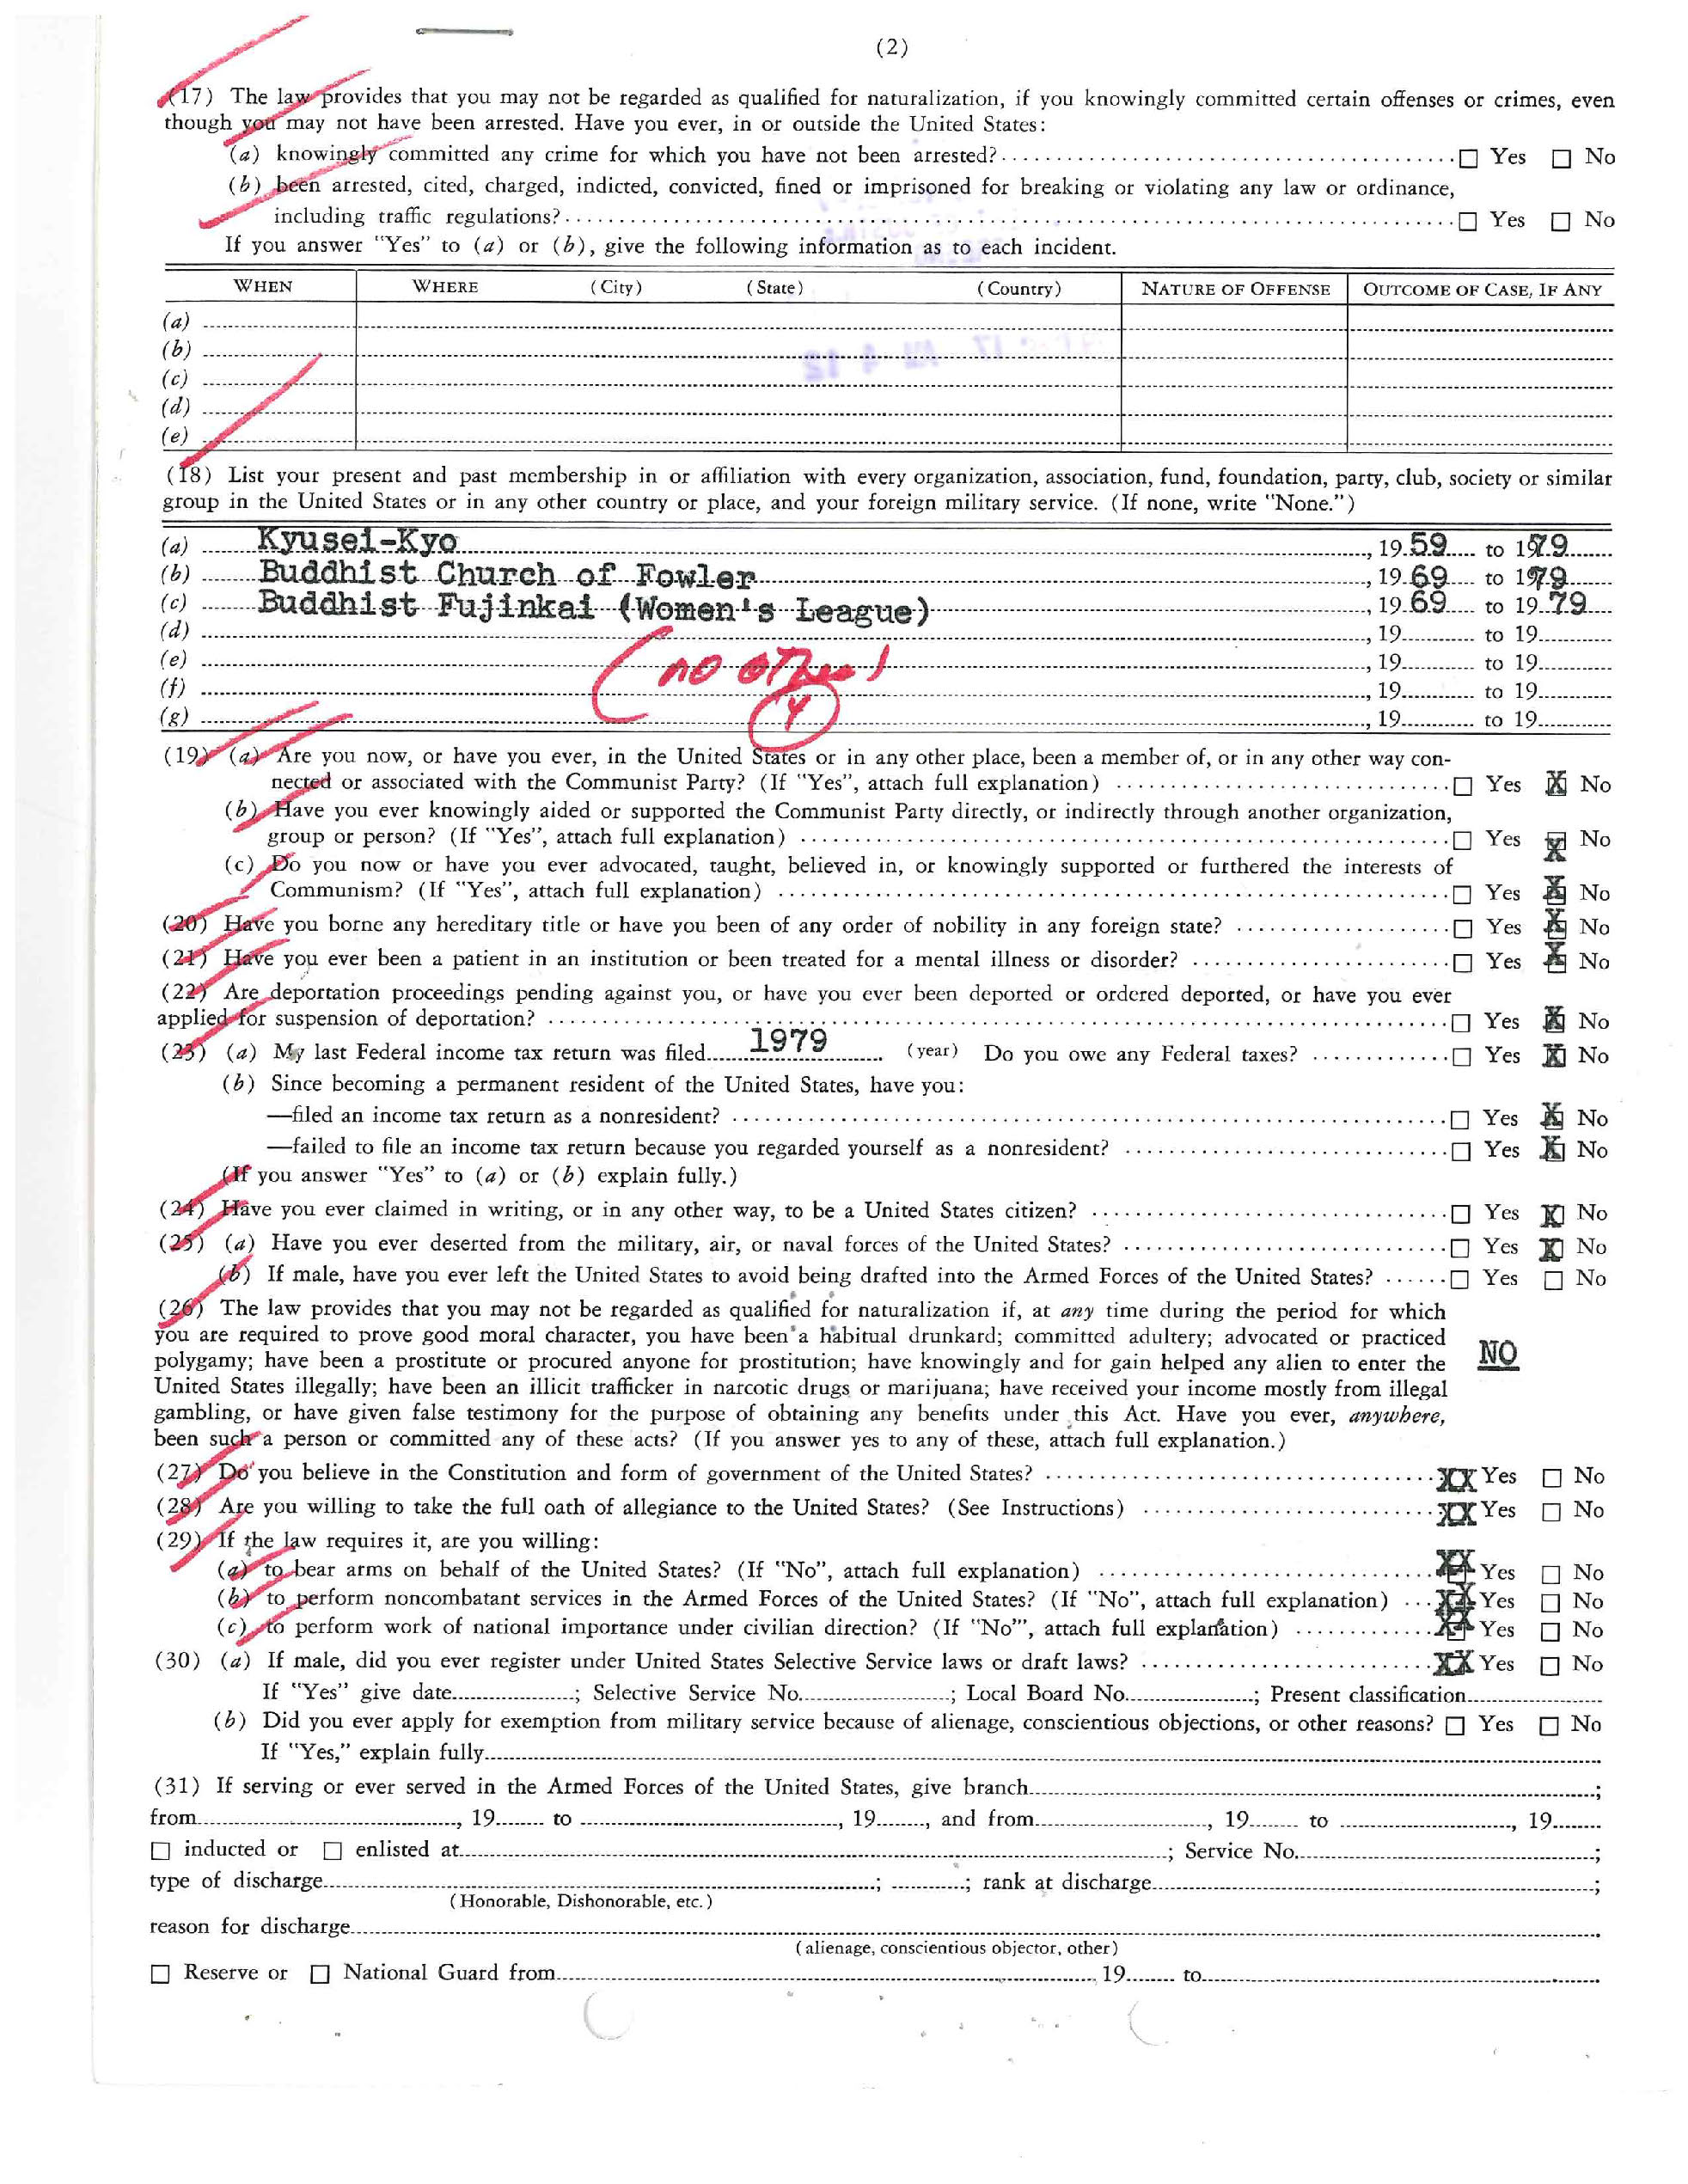 (2)
(17) The law provides that you may not be regarded as qualified for naturalization, if you knowingly committed certain offenses or crimes, even
though you may not have been arrested. Have you ever, in or outside the United States:
(a) knowingly committed any crime for which you have not been arrested? ☐ Yes ☐ No
(b) been arrested, cited, charged, indicted, convicted, fined or imprisoned for breaking or violating any law or ordinance,
including traffic regulations? ☐ Yes ☐ No
If you answer "Yes" to (a) or (b), give the following information as to each incident.
WHEN WHERE (City) (State) (Country) NATURE OF OFFENSE OUTCOME OF CASE, IF ANY
(a)
(b)
(c)
(d)
(e)
(18) List your present and past membership in or affiliation with every organization, association, fund, foundation, party, club, society or similar
group in the United States or in any other country or place, and your foreign military service. (If none, write "None.")
(a) Kyusei-Kyo, 19 59 to 1979
(b) Buddhist Church of Fowler, 19 69 to 1979
(c) Buddhist Fujinkai (Women's League), 19 69 to 19 79
(d) , 19 to 19
(e) no other , 19 to 19
(f) , 19 to 19
(g) 4 , 19 to 19
(19) (a) Are you now, or have you ever, in the United States or in any other place, been a member of, or in any other way con-
nected or associated with the Communist Party? (If "Yes", attach full explanation) ☐ Yes X No
(b) Have you ever knowingly aided or supported the Communist Party directly, or indirectly through another organization,
group or person? (If "Yes", attach full explanation) ☐ Yes X No
(c) Do you now or have you ever advocated, taught, believed in, or knowingly supported or furthered the interests of
Communism? (If "Yes", attach full explanation) ☐ Yes X No
(20) Have you borne any hereditary title or have you been of any order of nobility in any foreign state? ☐ Yes X No
(21) Have you ever been a patient in an institution or been treated for a mental illness or disorder? ☐ Yes X No
(22) Are deportation proceedings pending against you, or have you ever been deported or ordered deported, or have you ever
applied for suspension of deportation? ☐ Yes X No
(23) (a) My last Federal income tax return was filed 1979 (year) Do you owe any Federal taxes? ☐ Yes X No
(b) Since becoming a permanent resident of the United States, have you:
—filed an income tax return as a nonresident? ☐ Yes X No
—failed to file an income tax return because you regarded yourself as a nonresident? ☐ Yes X No
(If you answer "Yes" to (a) or (b) explain fully.)
(24) Have you ever claimed in writing, or in any other way, to be a United States citizen? ☐ Yes X No
(25) (a) Have you ever deserted from the military, air, or naval forces of the United States? ☐ Yes X No
(b) If male, have you ever left the United States to avoid being drafted into the Armed Forces of the United States? ☐ Yes ☐ No
(26) The law provides that you may not be regarded as qualified for naturalization if, at any time during the period for which
you are required to prove good moral character, you have been a habitual drunkard; committed adultery; advocated or practiced
polygamy; have been a prostitute or procured anyone for prostitution; have knowingly and for gain helped any alien to enter the NO
United States illegally; have been an illicit trafficker in narcotic drugs or marijuana; have received your income mostly from illegal
gambling, or have given false testimony for the purpose of obtaining any benefits under this Act. Have you ever, anywhere,
been such a person or committed any of these acts? (If you answer yes to any of these, attach full explanation.)
(27) Do you believe in the Constitution and form of government of the United States? XX Yes ☐ No
(28) Are you willing to take the full oath of allegiance to the United States? (See Instructions) XX Yes ☐ No
(29) If the law requires it, are you willing:
(a) to bear arms on behalf of the United States? (If "No", attach full explanation) XX Yes ☐ No
(b) to perform noncombatant services in the Armed Forces of the United States? (If "No", attach full explanation) XX Yes ☐ No
(c) to perform work of national importance under civilian direction? (If "No"', attach full explanation) XX Yes ☐ No
(30) (a) If male, did you ever register under United States Selective Service laws or draft laws? XX Yes ☐ No
If "Yes" give date ; Selective Service No. ; Local Board No. ; Present classification
(b) Did you ever apply for exemption from military service because of alienage, conscientious objections, or other reasons? ☐ Yes ☐ No
If "Yes," explain fully
(31) If serving or ever served in the Armed Forces of the United States, give branch ;
from , 19 to , 19 , and from , 19 to , 19
☐ inducted or ☐ enlisted at ; Service No. ;
type of discharge ; ; rank at discharge ;
(Honorable, Dishonorable, etc.)
reason for discharge
(alienage, conscientious objector, other)
☐ Reserve or ☐ National Guard from , 19 to